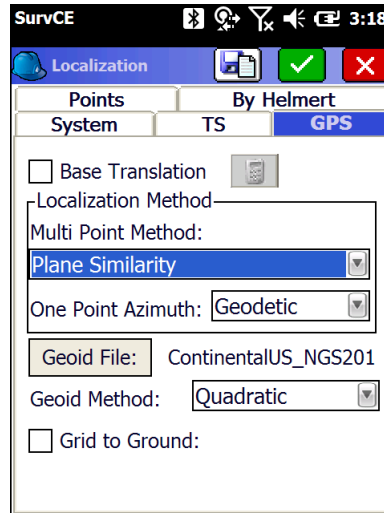 SurvCE 3:18
Localization
Points By Helmert
System TS GPS
Base Translation
Localization Method
Multi Point Method:
Plane Similarity
One Point Azimuth: Geodetic
Geoid File: ContinentalUS_NGS201
Geoid Method: Quadratic
Grid to Ground: